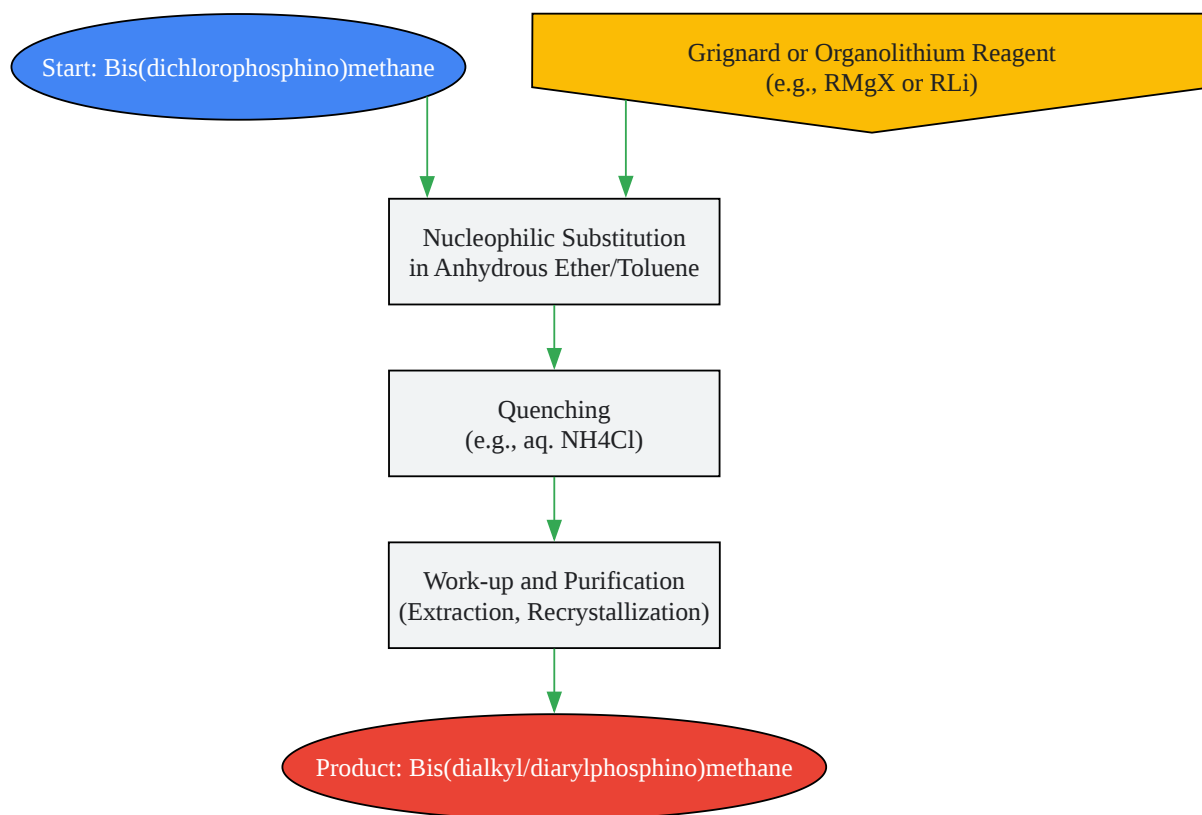 Start: Bis(dichlorophosphino)methane
Grignard or Organolithium Reagent
(e.g., RMgX or RLi)
Nucleophilic Substitution
in Anhydrous Ether/Toluene
Quenching
(e.g., aq. NH4Cl)
Work-up and Purification
(Extraction, Recrystallization)
Product: Bis(dialkyl/diarylphosphino)methane